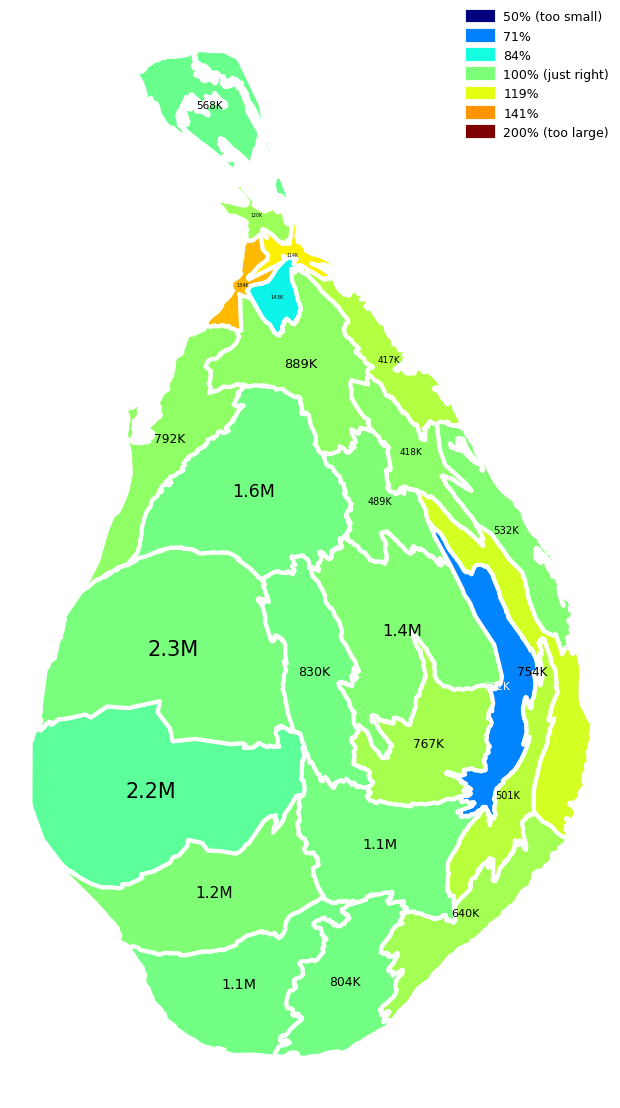 50% (too small)
71%
84%
100% (just right)
119%
141%
200% (too large)
568K
120K
114K
134K
143K
417K
889K
792K
418K
1.6M
489K
532K
1.4M
2.3M
830K
754K
767K
2.2M
501K
1.1M
1.2M
640K
804K
1.1M